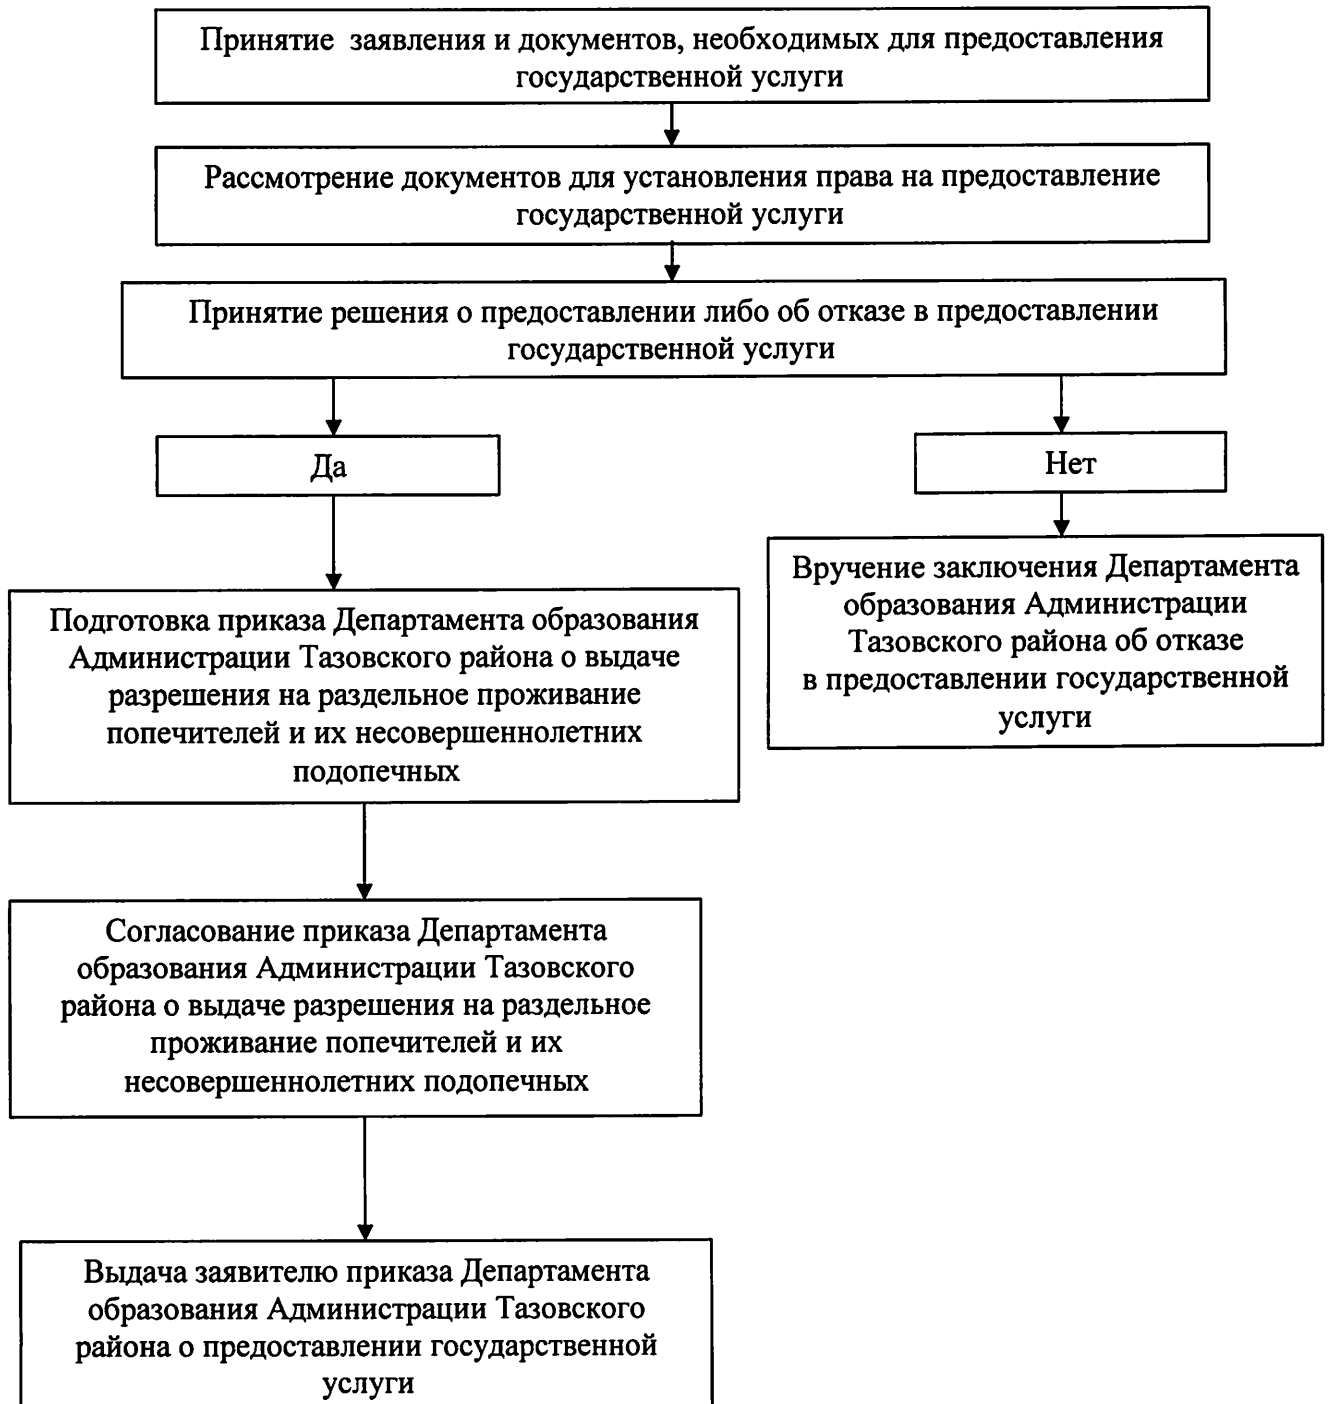 Принятие заявления и документов, необходимых для предоставления
государственной услуги
Рассмотрение документов для установления права на предоставление
государственной услуги
Принятие решения о предоставлении либо об отказе в предоставлении
государственной услуги
Да
Нет
Вручение заключения Департамента
образования Администрации
Тазовского района об отказе
в предоставлении государственной
услуги
Подготовка приказа Департамента образования
Администрации Тазовского района о выдаче
разрешения на раздельное проживание
попечителей и их несовершеннолетних
подопечных
Согласование приказа Департамента
образования Администрации Тазовского
района о выдаче разрешения на раздельное
проживание попечителей и их
несовершеннолетних подопечных
Выдача заявителю приказа Департамента
образования Администрации Тазовского
района о предоставлении государственной
услуги